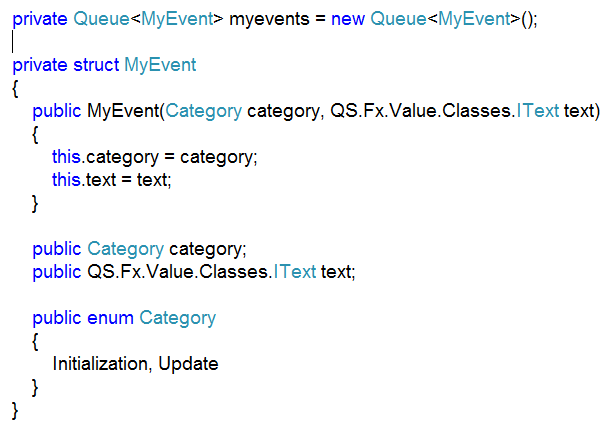 private Queue<MyEvent> myevents = new Queue<MyEvent>();
private struct MyEvent
{
public MyEvent(Category category, QS.Fx.Value.Classes.IText text)
{
this.category = category;
this.text = text;
}
public Category category;
public QS.Fx.Value.Classes.IText text;
public enum Category
{
Initialization, Update
}
}